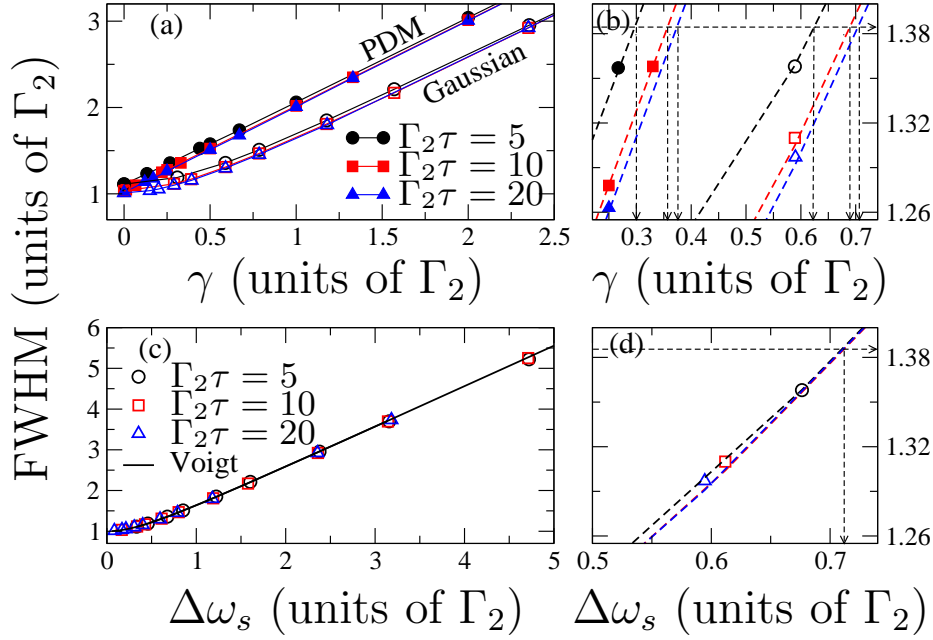 FWHM (units of Γ₂)
(a)
PDM
Gaussian
Γ₂τ = 5
Γ₂τ = 10
Γ₂τ = 20
3
2
1
0 0.5 1 1.5 2 2.5
γ (units of Γ₂)
(b)
1.38
1.32
1.26
0.3 0.4 0.5 0.6 0.7
γ (units of Γ₂)
(c)
Γ₂τ = 5
Γ₂τ = 10
Γ₂τ = 20
Voigt
6
5
4
3
2
1
0 1 2 3 4 5
Δωₛ (units of Γ₂)
(d)
1.38
1.32
1.26
0.5 0.6 0.7
Δωₛ (units of Γ₂)